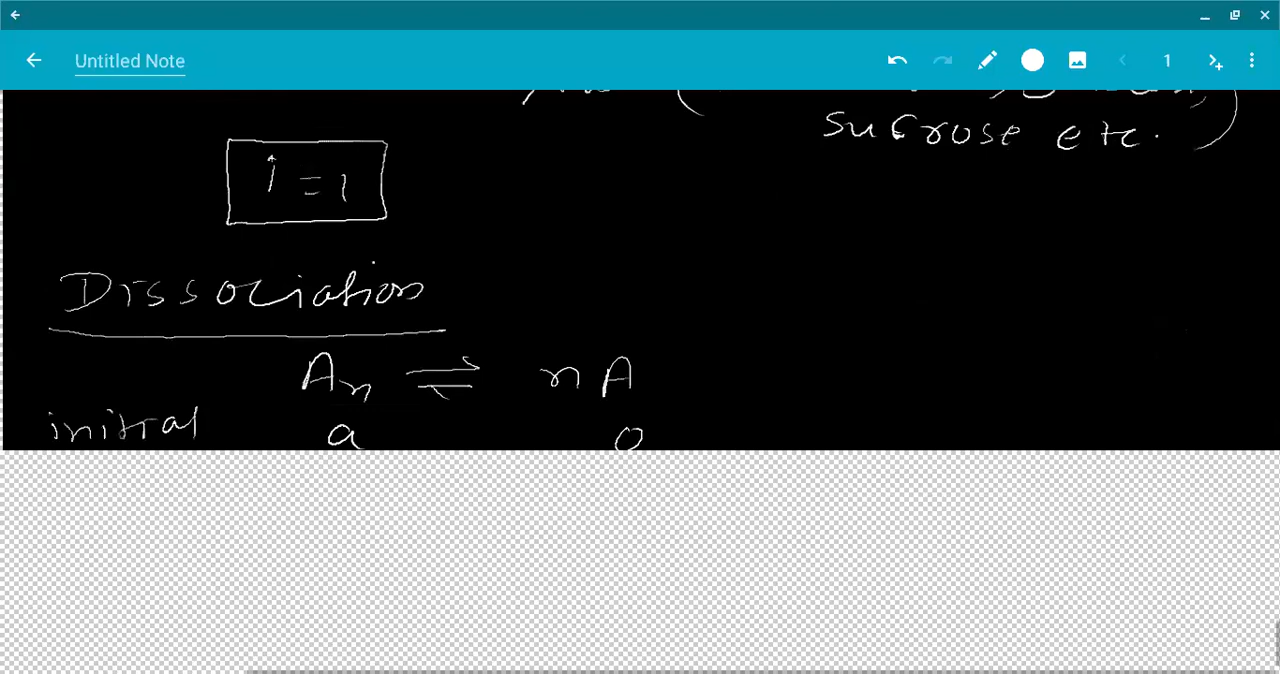 Untitled Note
1
sucrose etc.)
i = 1
Dissociation
An ⇌ nA
initial a 0